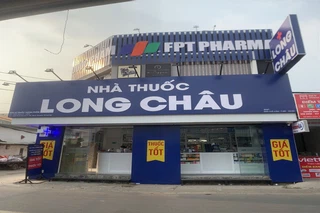 FPT PHARMA
LONG CHÂU
NHÀ THUỐC
LONG CHÂU
GIÁ
TỐT
THUỐC
TỐT
GIÁ
TỐT